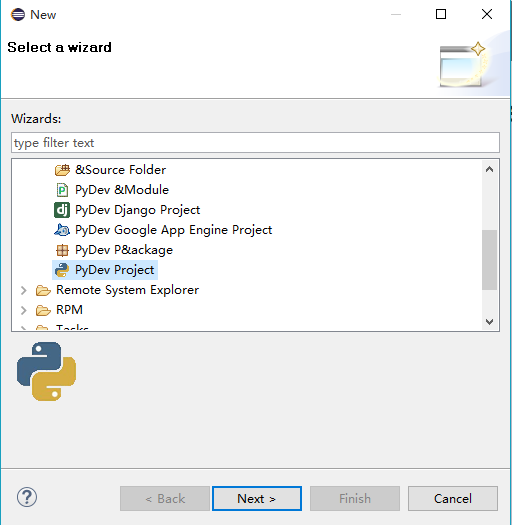 New
Select a wizard
Wizards:
type filter text
&Source Folder
PyDev &Module
PyDev Django Project
PyDev Google App Engine Project
PyDev P&ackage
PyDev Project
Remote System Explorer
RPM
Tasks
< Back
Next >
Finish
Cancel